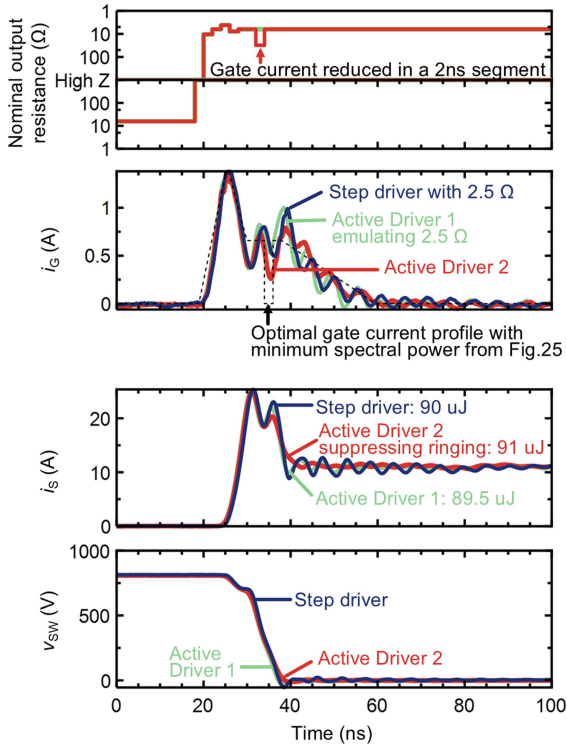 Nominal output
resistance (Ω)
1
10
100
High Z
100
10
1
Gate current reduced in a 2ns segment
iG (A)
1
0.5
0
Step driver with 2.5 Ω
Active Driver 1
emulating 2.5 Ω
Active Driver 2
Optimal gate current profile with
minimum spectral power from Fig.25
iS (A)
20
10
0
Step driver: 90 uJ
Active Driver 2
suppressing ringing: 91 uJ
Active Driver 1: 89.5 uJ
vSW (V)
1000
500
0
Step driver
Active
Driver 1
Active Driver 2
0 20 40 60 80 100
Time (ns)